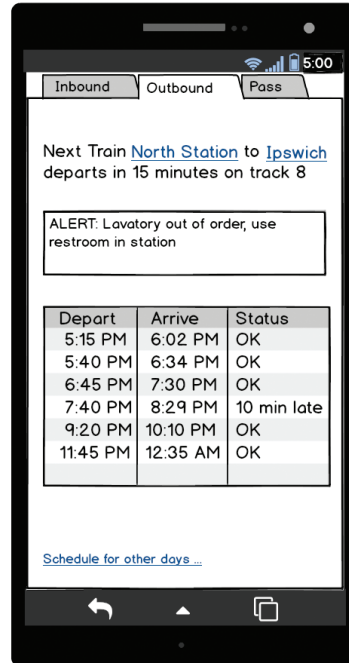 5:00
Inbound Outbound Pass
Next Train North Station to Ipswich
departs in 15 minutes on track 8
ALERT: Lavatory out of order, use
restroom in station
Depart Arrive Status
5:15 PM 6:02 PM OK
5:40 PM 6:34 PM OK
6:45 PM 7:30 PM OK
7:40 PM 8:29 PM 10 min late
9:20 PM 10:10 PM OK
11:45 PM 12:35 AM OK
Schedule for other days ...